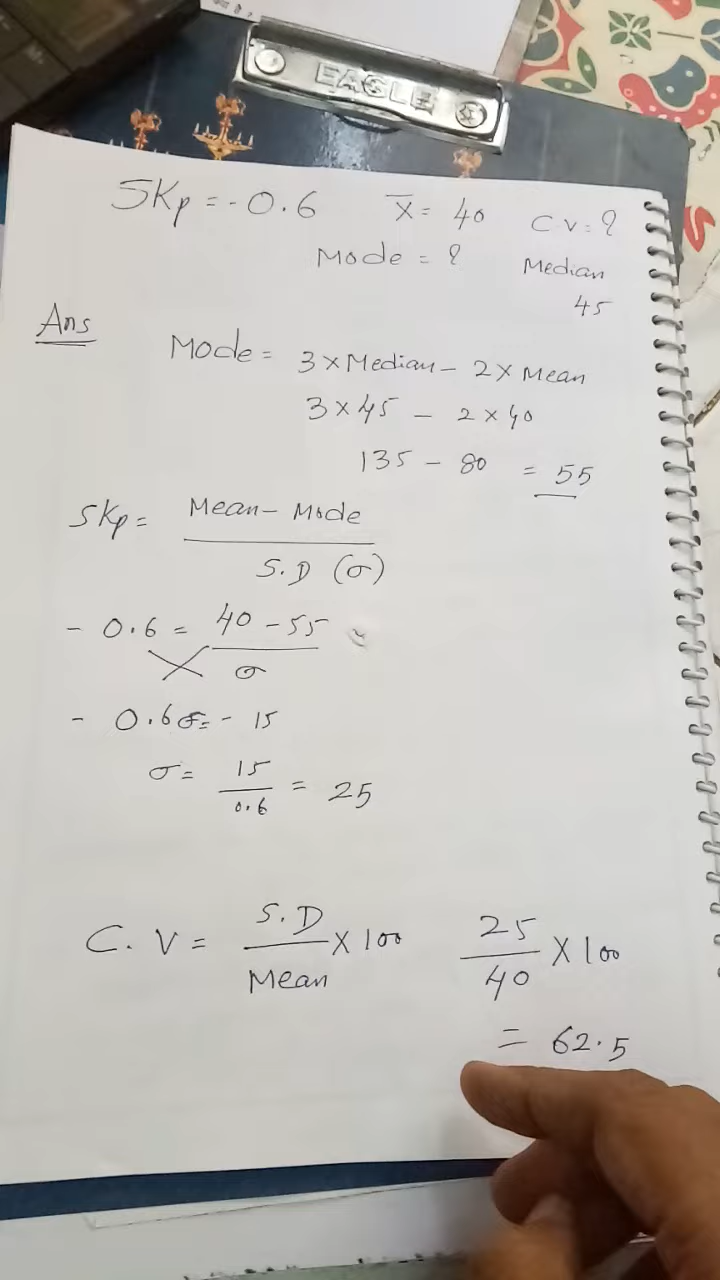 EAGLE
SKp = - 0.6 x̄ = 40 C V = ?
Mode = ? Median
45
Ans
Mode = 3 × Median - 2 × Mean
3 × 45 - 2 × 40
135 - 80 = 55
SKp = Mean - Mode
S.D (σ)
- 0.6 = 40 - 55
σ
- 0.6 σ = - 15
σ = 15
0.6
= 25
C. V = S.D
Mean
× 100
25
40
× 100
= 62.5